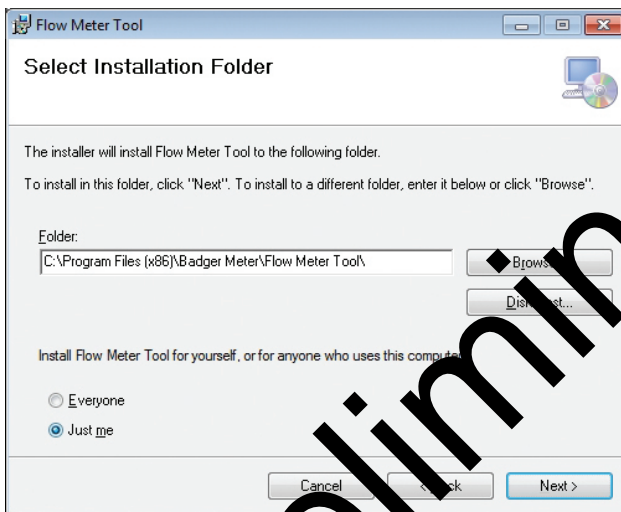 Flow Meter Tool
Select Installation Folder
The installer will install Flow Meter Tool to the following folder.
To install in this folder, click "Next". To install to a different folder, enter it below or click "Browse".
Folder:
C:\Program Files (x86)\Badger Meter\Flow Meter Tool\
Install Flow Meter Tool for yourself, or for anyone who uses this
Everyone
Just me
Cancel
Next >